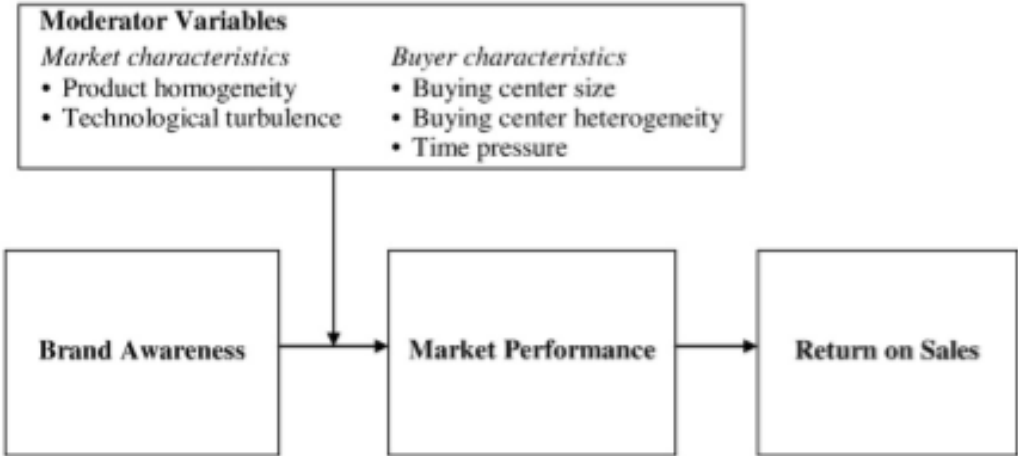 Moderator Variables
Market characteristics
• Product homogeneity
• Technological turbulence
Buyer characteristics
• Buying center size
• Buying center heterogeneity
• Time pressure
Brand Awareness
Market Performance
Return on Sales